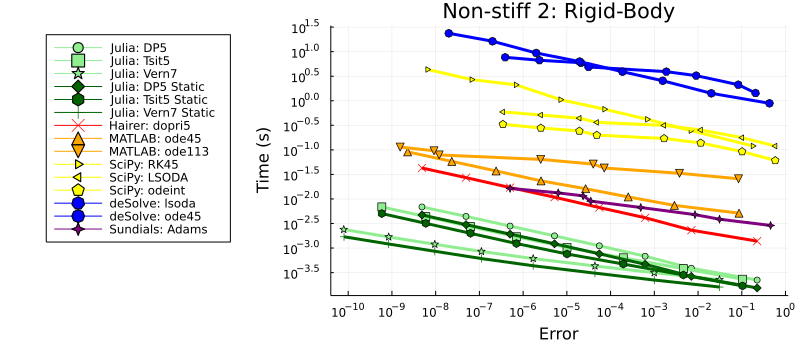 Non-stiff 2: Rigid-Body
Julia: DP5
Julia: Tsit5
Julia: Vern7
Julia: DP5 Static
Julia: Tsit5 Static
Julia: Vern7 Static
Hairer: dopri5
MATLAB: ode45
MATLAB: ode113
SciPy: RK45
SciPy: LSODA
SciPy: odeint
deSolve: lsoda
deSolve: ode45
Sundials: Adams
Time (s)
10^1.5
10^1.0
10^0.5
10^0.0
10^−0.5
10^−1.0
10^−1.5
10^−2.0
10^−2.5
10^−3.0
10^−3.5
10^−10 10^−9 10^−8 10^−7 10^−6 10^−5 10^−4 10^−3 10^−2 10^−1 10^0
Error